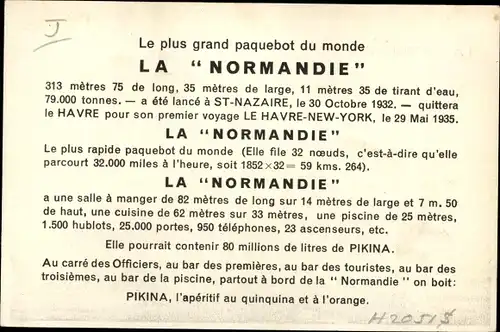 J
Le plus grand paquebot du monde
LA "NORMANDIE"
313 mètres 75 de long, 35 mètres de large, 11 mètres 35 de tirant d'eau,
79.000 tonnes. — a été lancé à ST-NAZAIRE, le 30 Octobre 1932. — quittera
le HAVRE pour son premier voyage LE HAVRE-NEW-YORK, le 29 Mai 1935.
LA "NORMANDIE"
Le plus rapide paquebot du monde (Elle file 32 nœuds, c'est-à-dire qu'elle
parcourt 32.000 miles à l'heure, soit 1852×32= 59 kms. 264).
LA "NORMANDIE"
a une salle à manger de 82 mètres de long sur 14 mètres de large et 7 m. 50
de haut, une cuisine de 62 mètres sur 33 mètres, une piscine de 25 mètres,
1.500 hublots, 25.000 portes, 950 téléphones, 23 ascenseurs, etc.
Elle pourrait contenir 80 millions de litres de PIKINA.
Au carré des Officiers, au bar des premières, au bar des touristes, au bar des
troisièmes, au bar de la piscine, partout à bord de la "Normandie" on boit:
PIKINA, l'apéritif au quinquina et à l'orange.